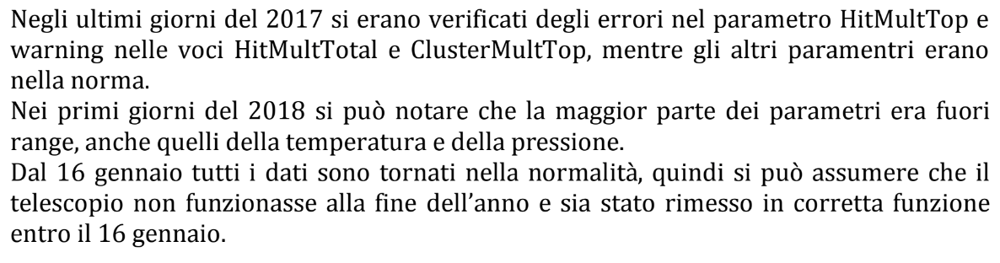 Negli ultimi giorni del 2017 si erano verificati degli errori nel parametro HitMultTop e
warning nelle voci HitMultTotal e ClusterMultTop, mentre gli altri paramentri erano
nella norma.
Nei primi giorni del 2018 si può notare che la maggior parte dei parametri era fuori
range, anche quelli della temperatura e della pressione.
Dal 16 gennaio tutti i dati sono tornati nella normalità, quindi si può assumere che il
telescopio non funzionasse alla fine dell’anno e sia stato rimesso in corretta funzione
entro il 16 gennaio.